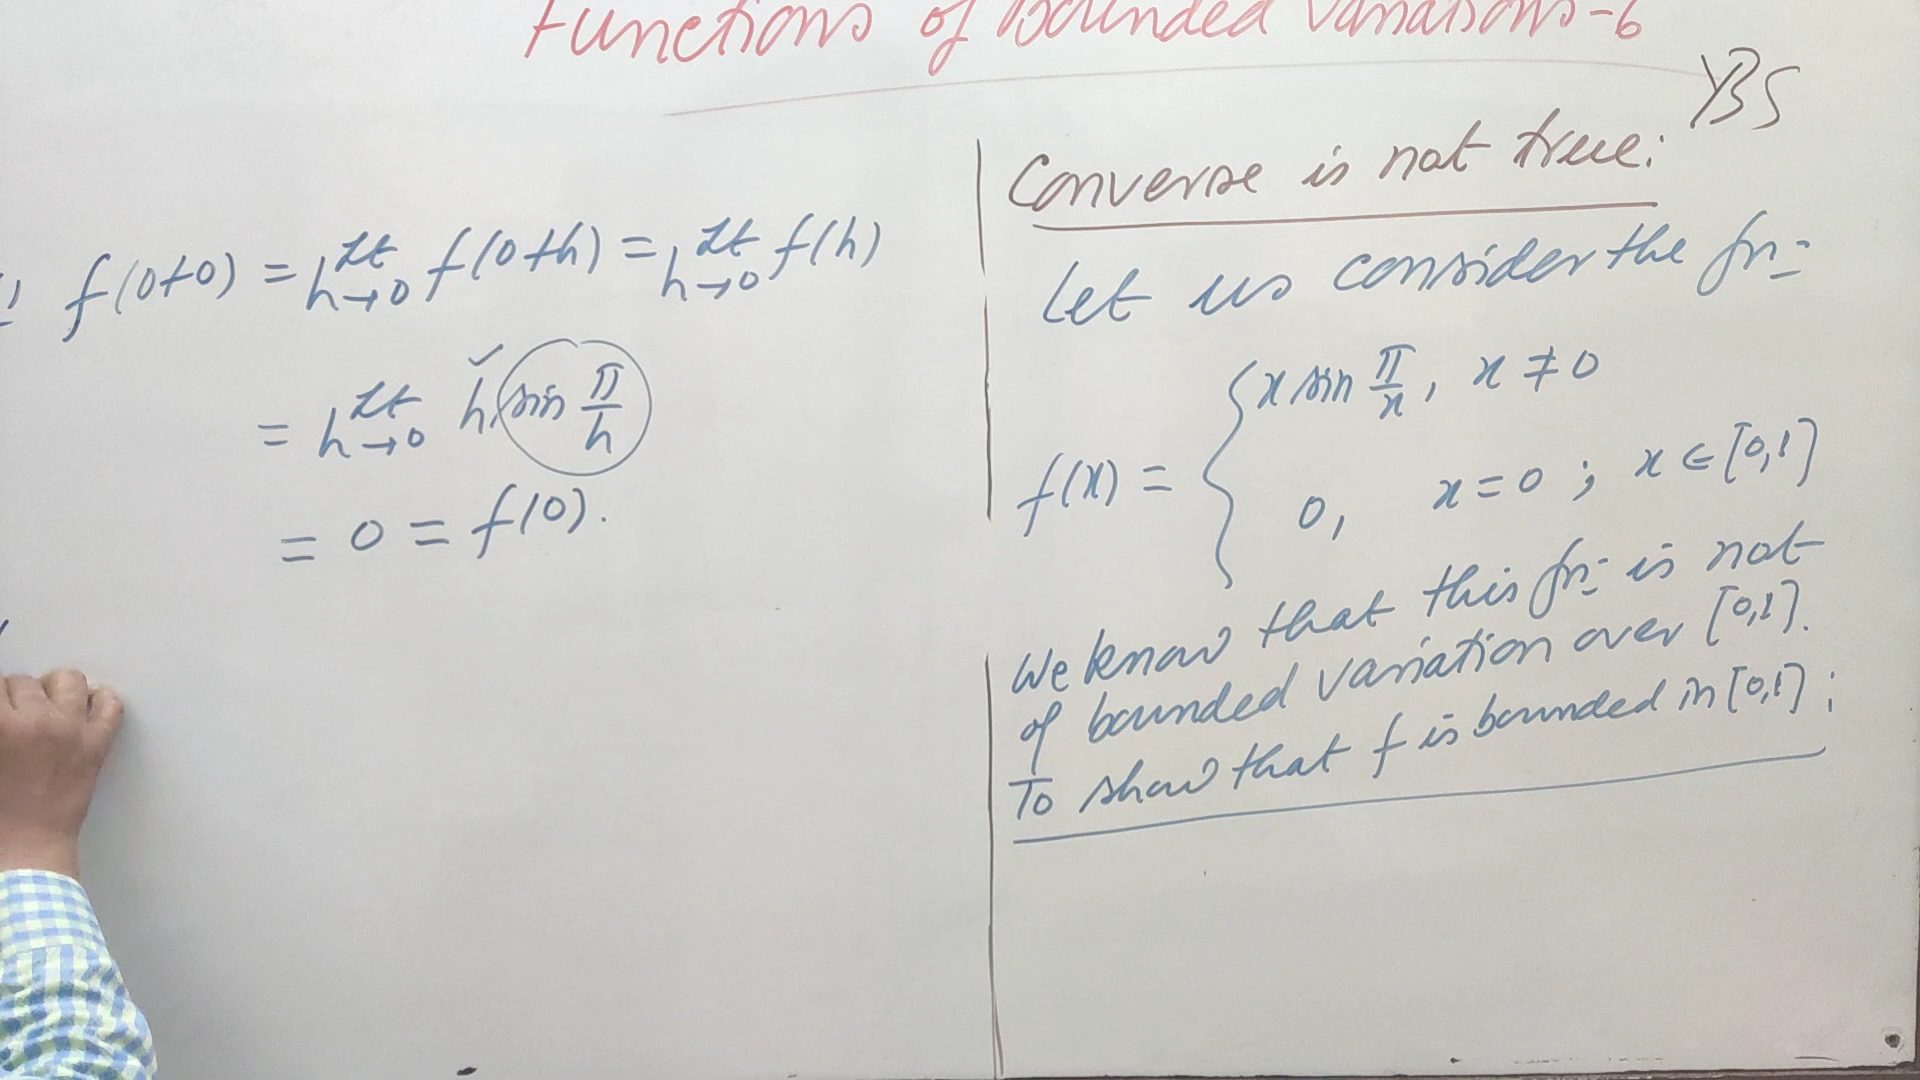 Functions of Bounded Variations-6
YBS
f(0+0) = lt h→0 f(0+h) = lt h→0 f(h)
= lt h→0 h sin π/h
= 0 = f(0).
Converse is not true:
Let us consider the fn:
f(x) = { x sin π/x, x ≠ 0
0, x=0 ; x ∈ [0,1]
We know that this fn: is not
of bounded variation over [0,1].
To show that f is bounded in [0,1] :